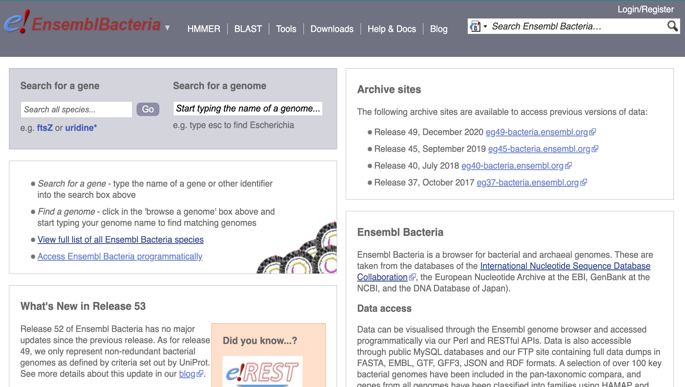 Login/Register
e! EnsemblBacteria ▼ HMMER | BLAST | Tools | Downloads | Help & Docs | Blog
Search Ensembl Bacteria…
Search for a gene
Search all species… Go
e.g. ftsZ or uridine*
Search for a genome
Start typing the name of a genome...
e.g. type esc to find Escherichia
• Search for a gene - type the name of a gene or other identifier
into the search box above
• Find a genome - click in the 'browse a genome' box above and
start typing your genome name to find matching genomes
• View full list of all Ensembl Bacteria species
• Access Ensembl Bacteria programmatically
What's New in Release 53
Release 52 of Ensembl Bacteria has no major
updates since the previous release. As for release
49, we only represent non-redundant bacterial
genomes as defined by criteria set out by UniProt.
See more details about this update in our blog.
Did you know...?
e!REST
Archive sites
The following archive sites are available to access previous versions of data:
• Release 49, December 2020 eg49-bacteria.ensembl.org
• Release 45, September 2019 eg45-bacteria.ensembl.org
• Release 40, July 2018 eg40-bacteria.ensembl.org
• Release 37, October 2017 eg37-bacteria.ensembl.org
Ensembl Bacteria
Ensembl Bacteria is a browser for bacterial and archaeal genomes. These are
taken from the databases of the International Nucleotide Sequence Database
Collaboration, the European Nucleotide Archive at the EBI, GenBank at the
NCBI, and the DNA Database of Japan).
Data access
Data can be visualised through the Ensembl genome browser and accessed
programmatically via our Perl and RESTful APIs. Data is also accessible
through public MySQL databases and our FTP site containing full data dumps in
FASTA, EMBL, GTF, GFF3, JSON and RDF formats. A selection of over 100 key
bacterial genomes have been included in the pan-taxonomic compara, and
genes from all genomes have been classified into families using HAMAP and